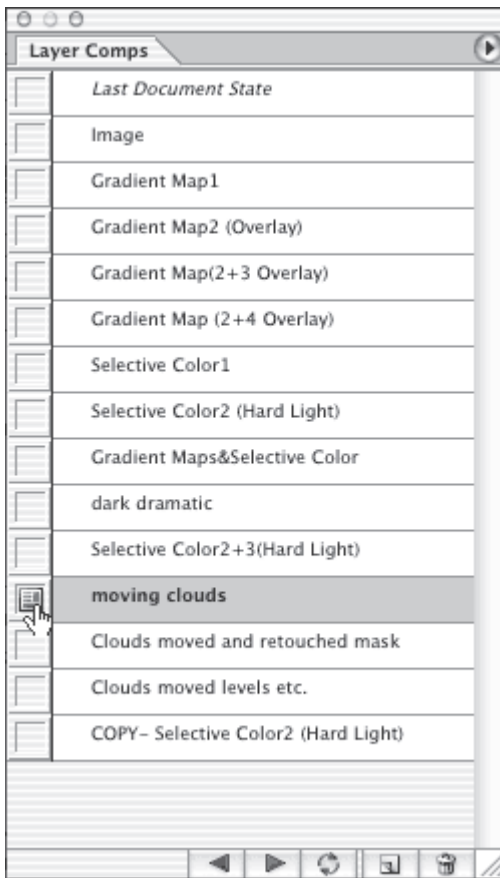 Layer Comps
Last Document State
Image
Gradient Map1
Gradient Map2 (Overlay)
Gradient Map(2+3 Overlay)
Gradient Map (2+4 Overlay)
Selective Color1
Selective Color2 (Hard Light)
Gradient Maps&Selective Color
dark dramatic
Selective Color2+3(Hard Light)
moving clouds
Clouds moved and retouched mask
Clouds moved levels etc.
COPY- Selective Color2 (Hard Light)